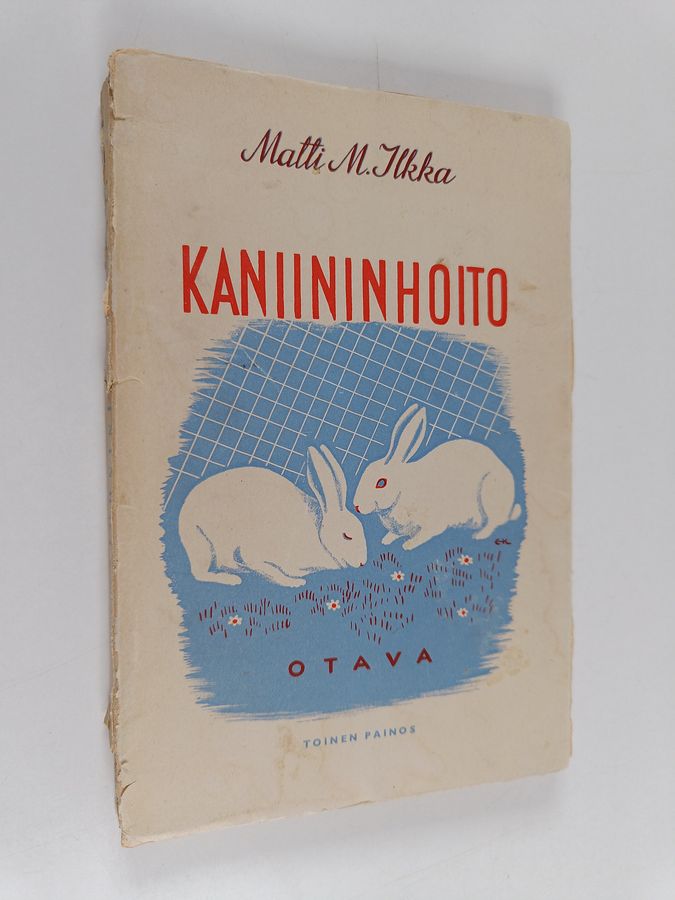 Matti M. Ilkka
KANIININHOITO
OTAVA
TOINEN PAINOS